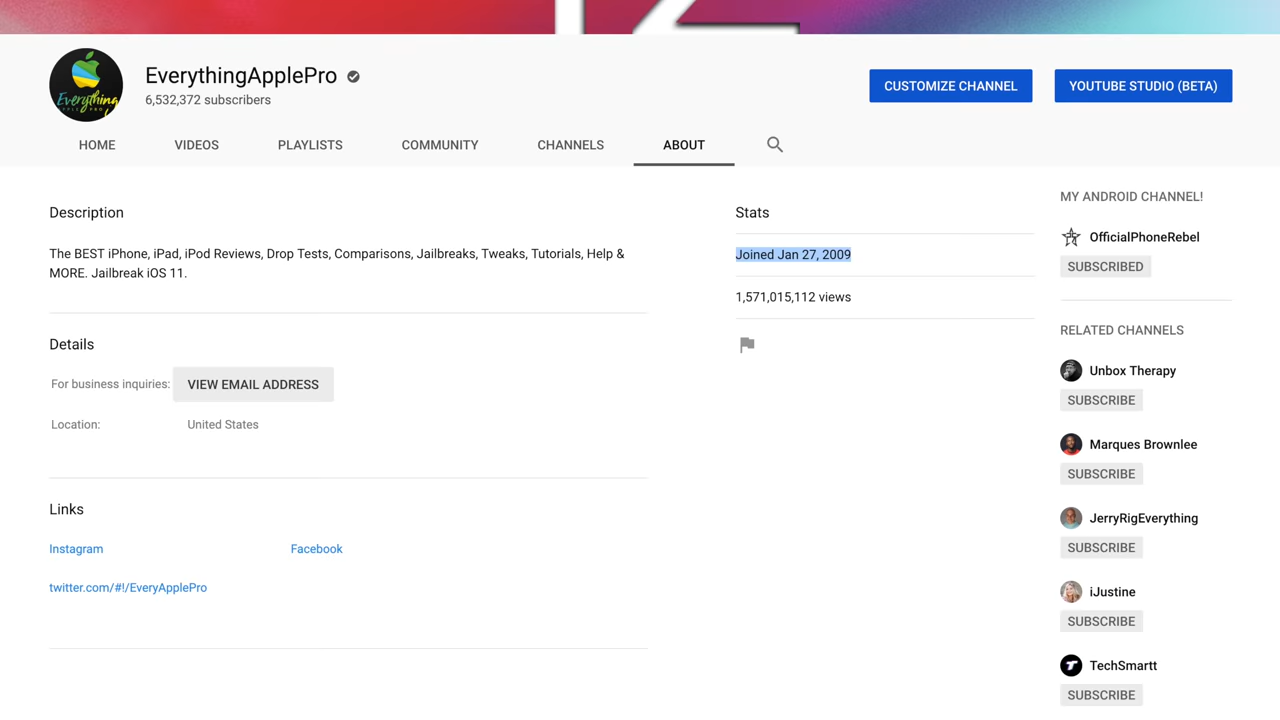 EverythingApplePro
6,532,372 subscribers
CUSTOMIZE CHANNEL
YOUTUBE STUDIO (BETA)
HOME
VIDEOS
PLAYLISTS
COMMUNITY
CHANNELS
ABOUT
Description
The BEST iPhone, iPad, iPod Reviews, Drop Tests, Comparisons, Jailbreaks, Tweaks, Tutorials, Help &
MORE. Jailbreak iOS 11.
Details
For business inquiries:
VIEW EMAIL ADDRESS
Location:
United States
Links
Instagram
Facebook
twitter.com/#!/EveryApplePro
Stats
Joined Jan 27, 2009
1,571,015,112 views
MY ANDROID CHANNEL!
OfficialPhoneRebel
SUBSCRIBED
RELATED CHANNELS
Unbox Therapy
SUBSCRIBE
Marques Brownlee
SUBSCRIBE
JerryRigEverything
SUBSCRIBE
iJustine
SUBSCRIBE
TechSmartt
SUBSCRIBE